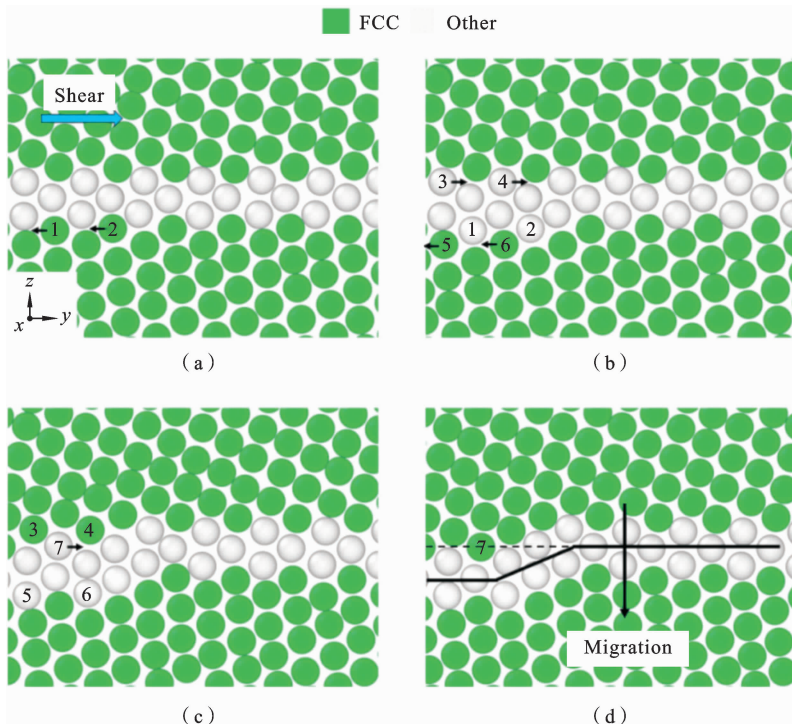 FCC Other
Shear
1 2
z
x y
(a)
3 4
1 2
5 6
(b)
3 4
7
5 6
(c)
7
Migration
(d)